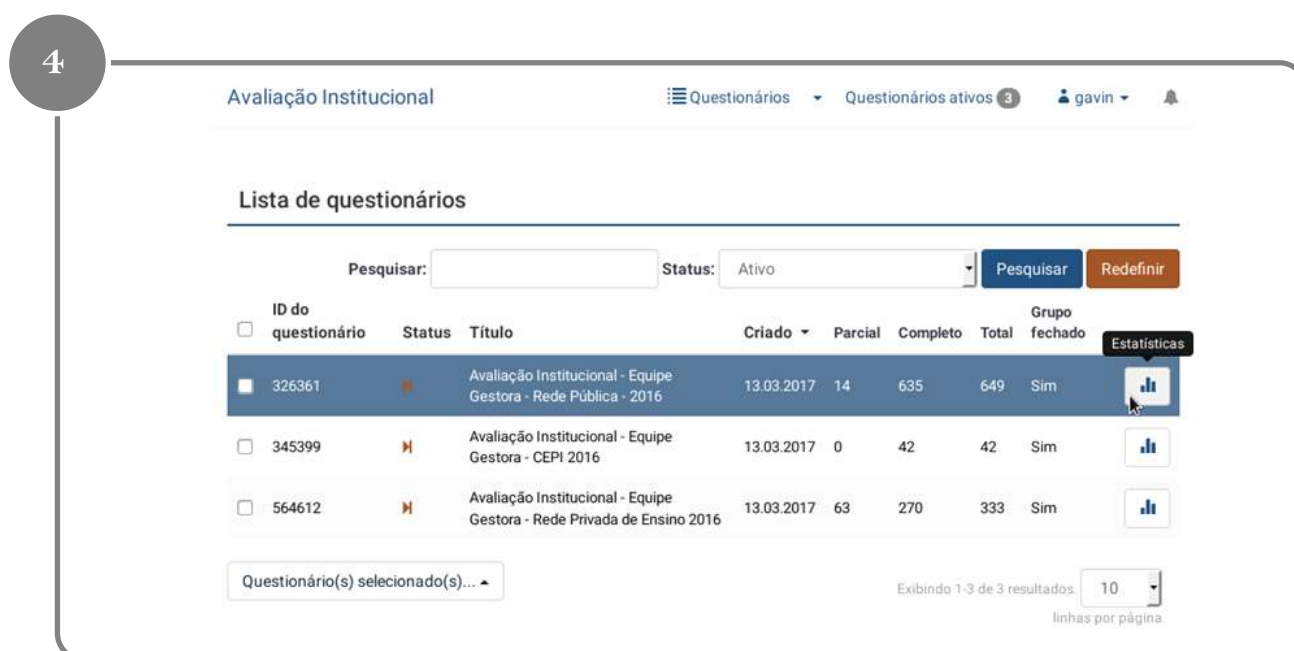 4
Avaliação Institucional Questionários Questionários ativos 3 gavin
Lista de questionários
Pesquisar: Status: Ativo Pesquisar Redefinir
ID do questionário Status Título Criado Parcial Completo Total Grupo fechado
Estatísticas
326361 Avaliação Institucional - Equipe
Gestora - Rede Pública - 2016 13.03.2017 14 635 649 Sim
345399 Avaliação Institucional - Equipe
Gestora - CEPI 2016 13.03.2017 0 42 42 Sim
564612 Avaliação Institucional - Equipe
Gestora - Rede Privada de Ensino 2016 13.03.2017 63 270 333 Sim
Questionário(s) selecionado(s)...
Exibindo 1-3 de 3 resultados. 10
linhas por página